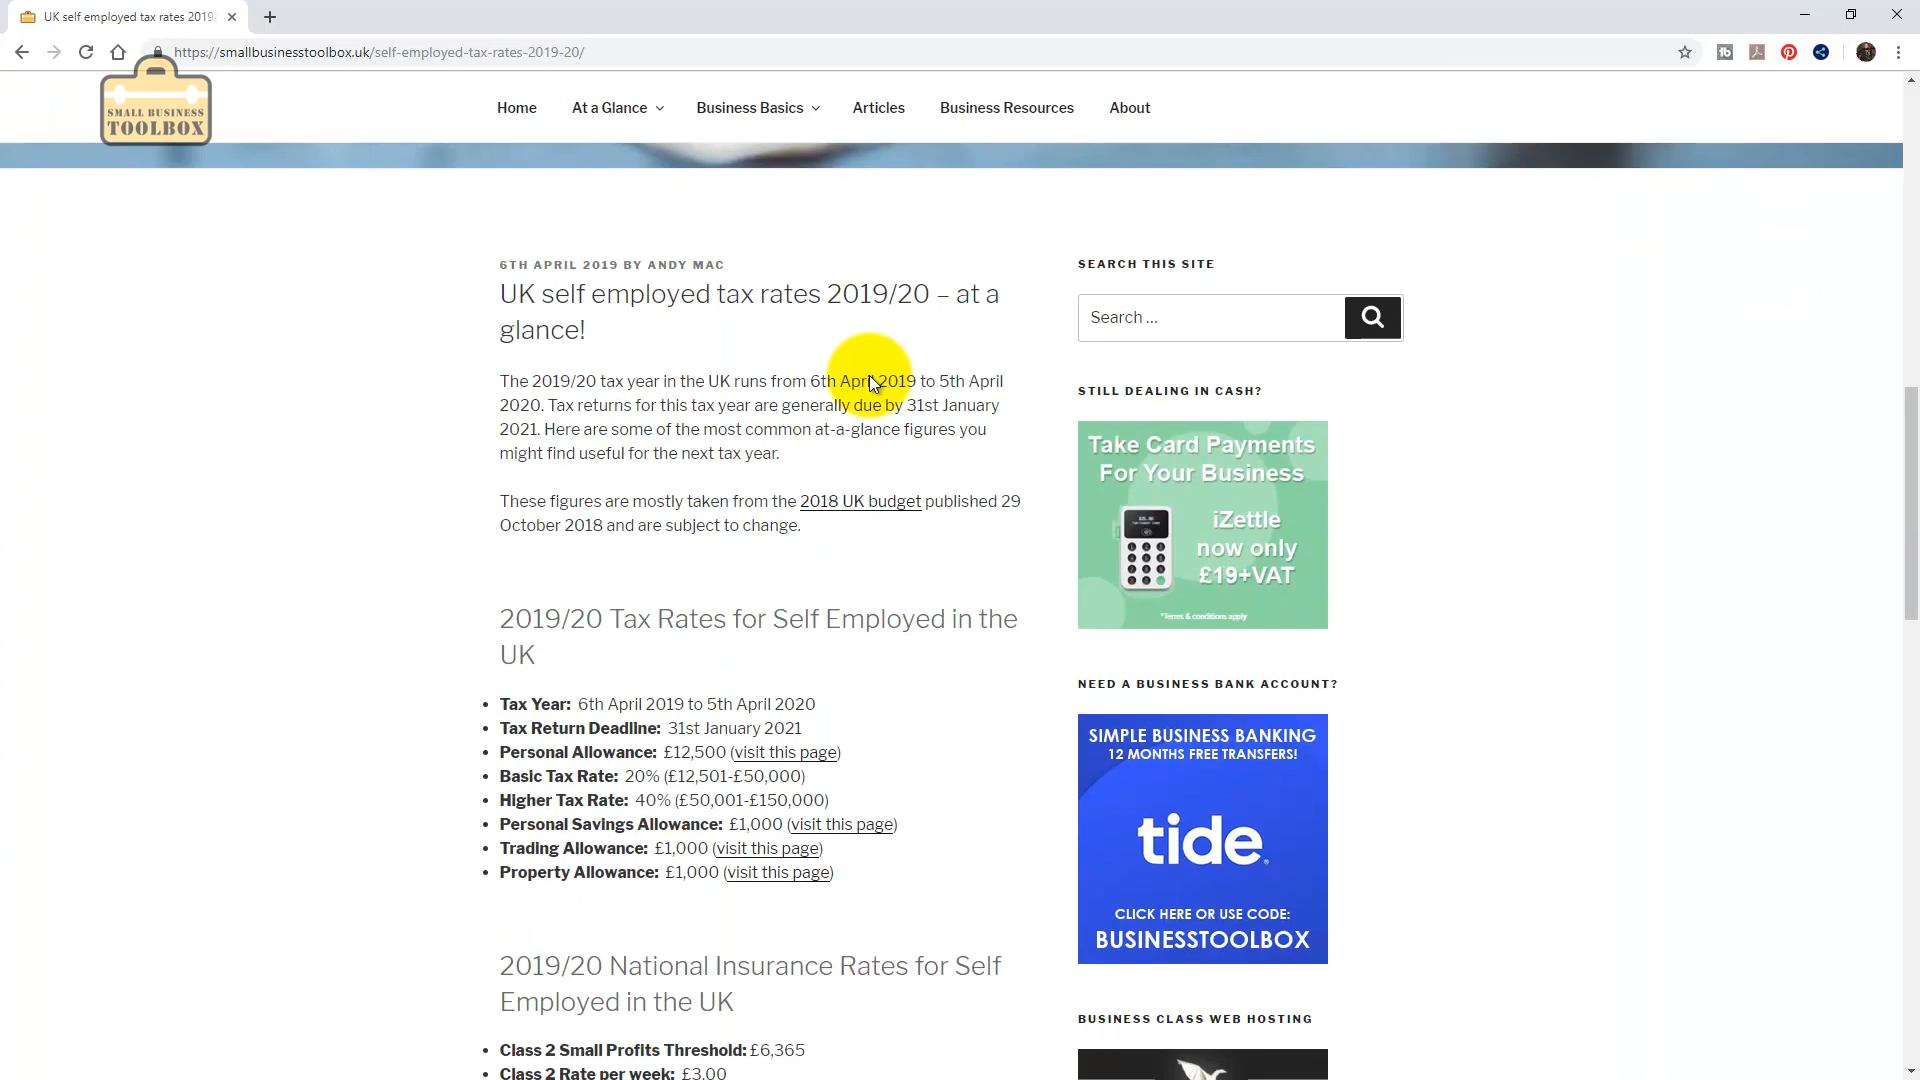 UK self employed tax rates 2019
https://smallbusinesstoolbox.uk/self-employed-tax-rates-2019-20/
SMALL BUSINESS
TOOLBOX
Home
At a Glance
Business Basics
Articles
Business Resources
About
6TH APRIL 2019 BY ANDY MAC
UK self employed tax rates 2019/20 – at a
glance!
The 2019/20 tax year in the UK runs from 6th April 2019 to 5th April
2020. Tax returns for this tax year are generally due by 31st January
2021. Here are some of the most common at-a-glance figures you
might find useful for the next tax year.
These figures are mostly taken from the 2018 UK budget published 29
October 2018 and are subject to change.
2019/20 Tax Rates for Self Employed in the
UK
Tax Year: 6th April 2019 to 5th April 2020
Tax Return Deadline: 31st January 2021
Personal Allowance: £12,500 (visit this page)
Basic Tax Rate: 20% (£12,501-£50,000)
Higher Tax Rate: 40% (£50,001-£150,000)
Personal Savings Allowance: £1,000 (visit this page)
Trading Allowance: £1,000 (visit this page)
Property Allowance: £1,000 (visit this page)
2019/20 National Insurance Rates for Self
Employed in the UK
Class 2 Small Profits Threshold: £6,365
Class 2 Rate per week: £3.00
SEARCH THIS SITE
Search ...
STILL DEALING IN CASH?
Take Card Payments
For Your Business
iZettle
now only
£19+VAT
*Terms & conditions apply
NEED A BUSINESS BANK ACCOUNT?
SIMPLE BUSINESS BANKING
12 MONTHS FREE TRANSFERS!
tide
CLICK HERE OR USE CODE:
BUSINESSTOOLBOX
BUSINESS CLASS WEB HOSTING